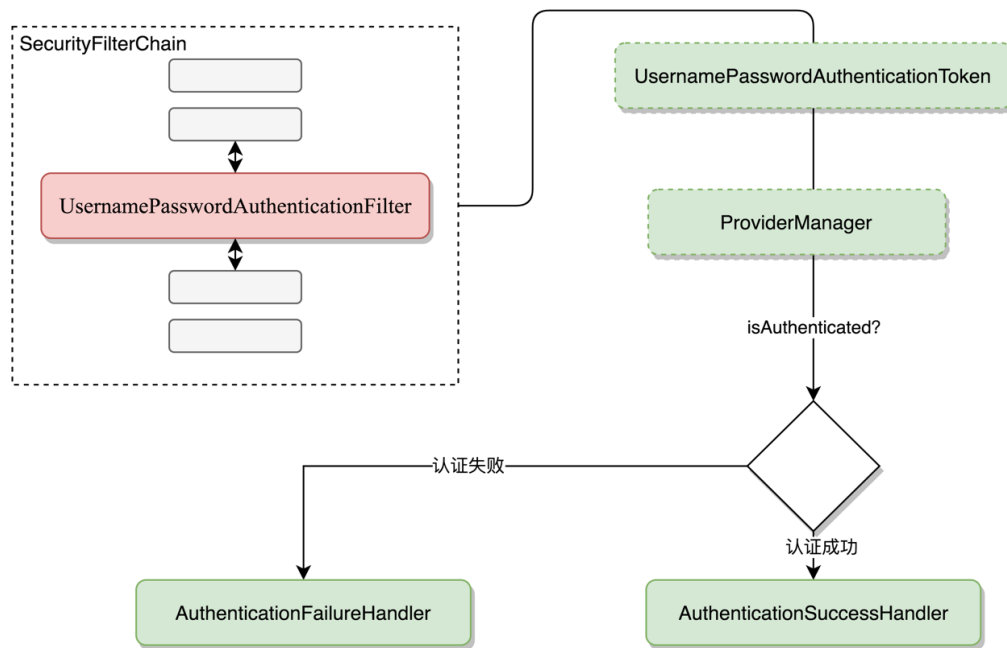 SecurityFilterChain
UsernamePasswordAuthenticationFilter
UsernamePasswordAuthenticationToken
ProviderManager
isAuthenticated?
认证失败
认证成功
AuthenticationFailureHandler
AuthenticationSuccessHandler